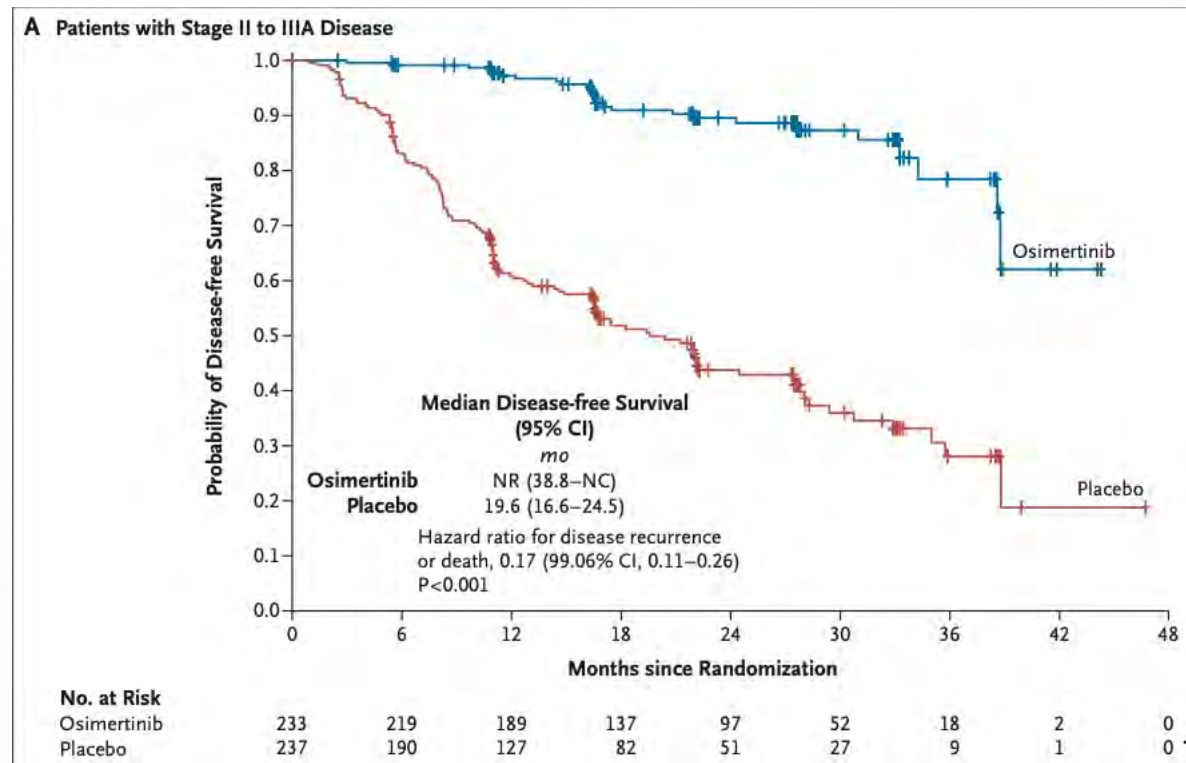 A Patients with Stage II to IIIA Disease
Probability of Disease-free Survival
1.0
0.9
0.8
0.7
0.6
0.5
0.4
0.3
0.2
0.1
0.0
Osimertinib
Placebo
Median Disease-free Survival
(95% CI)
mo
Osimertinib NR (38.8–NC)
Placebo 19.6 (16.6–24.5)
Hazard ratio for disease recurrence
or death, 0.17 (99.06% CI, 0.11–0.26)
P<0.001
0 6 12 18 24 30 36 42 48
Months since Randomization
No. at Risk
Osimertinib 233 219 189 137 97 52 18 2 0
Placebo 237 190 127 82 51 27 9 1 0